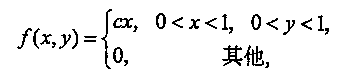 f(x,y)={cx, 0<x<1, 0<y<1,
0, 其他,